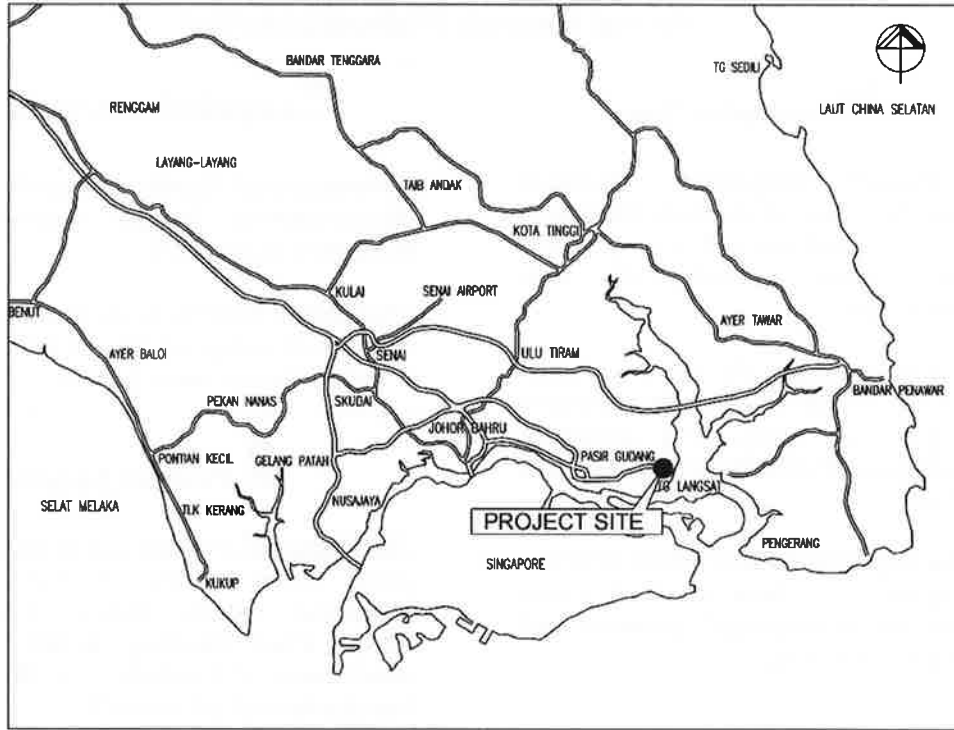 BANDAR TENGGARA
TG SEDILI
RENGGAM
LAUT CHINA SELATAN
LAYANG-LAYANG
TAIB ANDAK
KOTA TINGGI
KULAI
SENAI AIRPORT
BENUT
AYER TAWAR
AYER BALOI
SENAI
ULU TIRAM
BANDAR PENAWAR
PEKAN NANAS
SKUDAI
JOHOR BAHRU
PONTIAN KECIL
GELANG PATAH
PASIR GUDANG
TG LANGSAT
SELAT MELAKA
TLK KERANG
NUSAJAYA
PROJECT SITE
PENGERANG
SINGAPORE
KUKUP